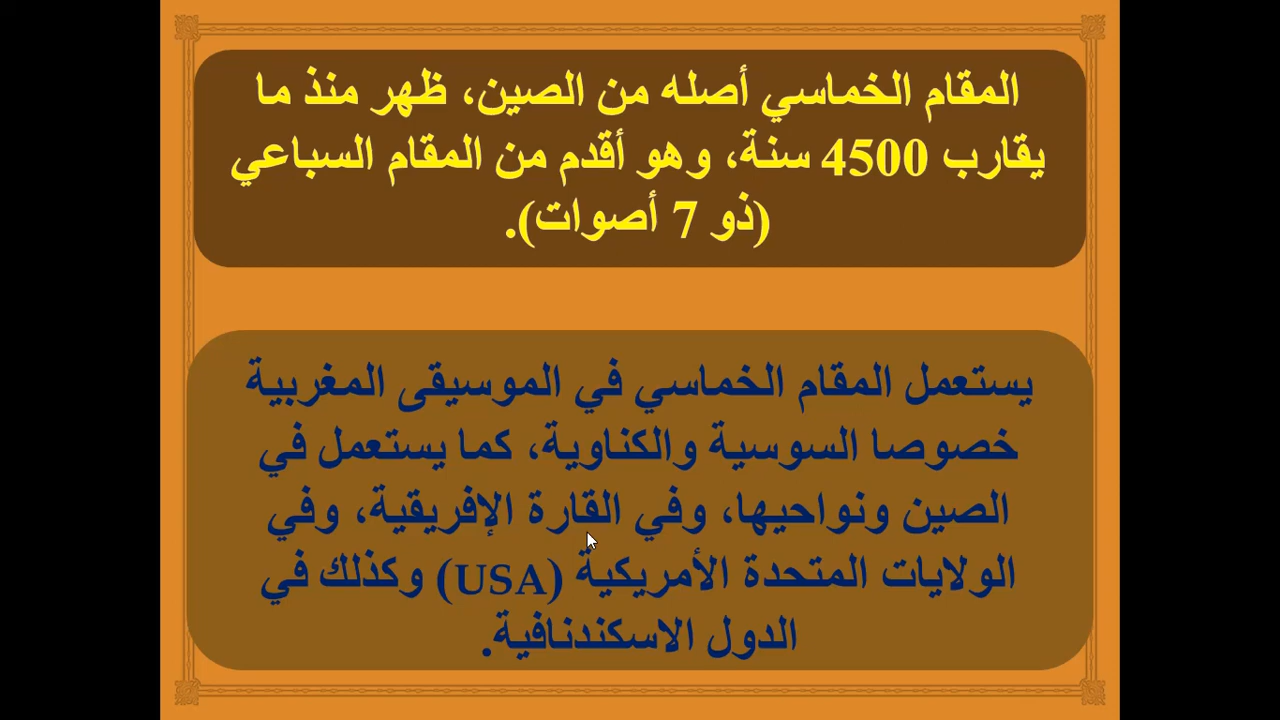 المقام الخماسي أصله من الصين، ظهر منذ ما
يقارب 4500 سنة، وهو أقدم من المقام السباعي
(ذو 7 أصوات).
يستعمل المقام الخماسي في الموسيقى المغربية
خصوصا السوسية والكناوية، كما يستعمل في
الصين ونواحيها، وفي القارة الإفريقية، وفي
الولايات المتحدة الأمريكية (USA) وكذلك في
الدول الاسكندنافية.